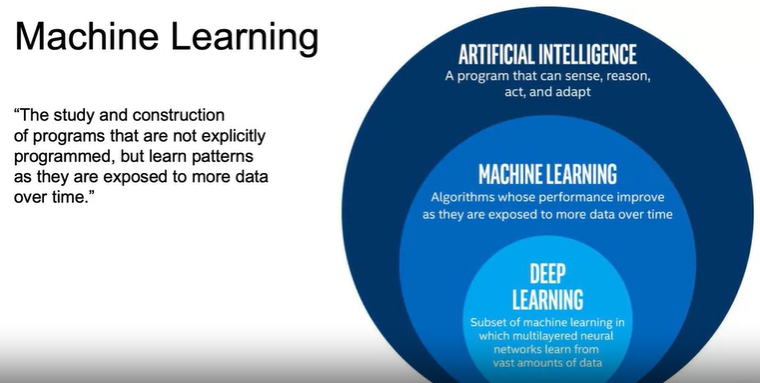 Machine Learning
“The study and construction
of programs that are not explicitly
programmed, but learn patterns
as they are exposed to more data
over time.”
ARTIFICIAL INTELLIGENCE
A program that can sense, reason,
act, and adapt
MACHINE LEARNING
Algorithms whose performance improve
as they are exposed to more data over time
DEEP
LEARNING
Subset of machine learning in
which multilayered neural
networks learn from
vast amounts of data